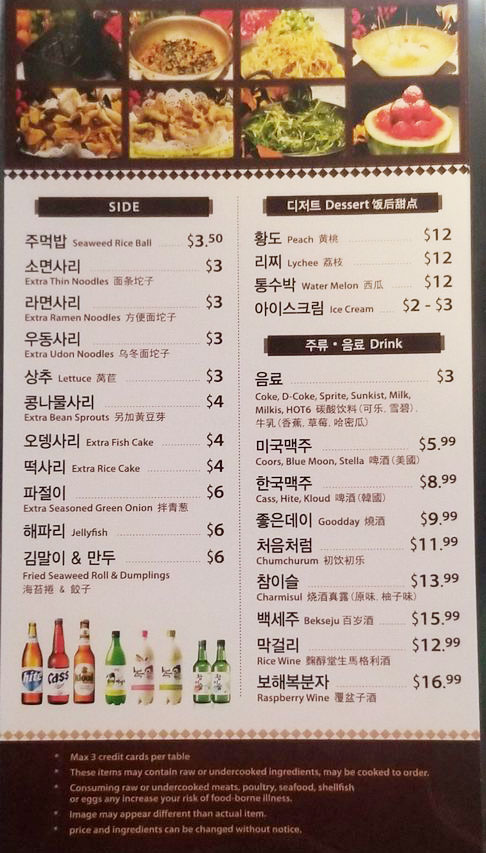 SIDE
주먹밥 Seaweed Rice Ball $3.50
소면사리 $3
Extra Thin Noodles 面条坨子
라면사리 $3
Extra Ramen Noodles 方便面坨子
우동사리 $3
Extra Udon Noodles 乌冬面坨子
상추 Lettuce 萵苣 $3
콩나물사리 $4
Extra Bean Sprouts 另加黄豆芽
오뎅사리 Extra Fish Cake $4
떡사리 Extra Rice Cake $4
파절이 $6
Extra Seasoned Green Onion 拌青葱
해파리 Jellyfish $6
김말이 & 만두 $6
Fried Seaweed Roll & Dumplings
海苔捲 & 餃子
디저트 Dessert 饭后甜点
황도 Peach 黄桃 $12
리찌 Lychee 荔枝 $12
통수박 Water Melon 西瓜 $12
아이스크림 Ice Cream $2 - $3
주류 • 음료 Drink
음료 $3
Coke, D-Coke, Sprite, Sunkist, Milk,
Milkis, HOT6 碳酸饮料 (可乐, 雪碧),
牛乳 (香蕉, 草莓, 哈密瓜)
미국맥주 $5.99
Coors, Blue Moon, Stella 啤酒 (美國)
한국맥주 $8.99
Cass, Hite, Kloud 啤酒 (韓國)
좋은데이 Goodday 燒酒 $9.99
처음처럼 $11.99
Chumchurum 初饮初乐
참이슬 $13.99
Charmisul 烧酒真露 (原味, 柚子味)
백세주 Bekseju 百岁酒 $15.99
막걸리 $12.99
Rice Wine 麴醇堂生馬格利酒
보해복분자 $16.99
Raspberry Wine 覆盆子酒
hite
Cass
Kloud
* Max 3 credit cards per table
* These items may contain raw or undercooked ingredients, may be cooked to order.
* Consuming raw or undercooked meats, poultry, seafood, shellfish
or eggs any increase your risk of food-borne illness.
* Image may appear different than actual item.
* price and ingredients can be changed without notice.